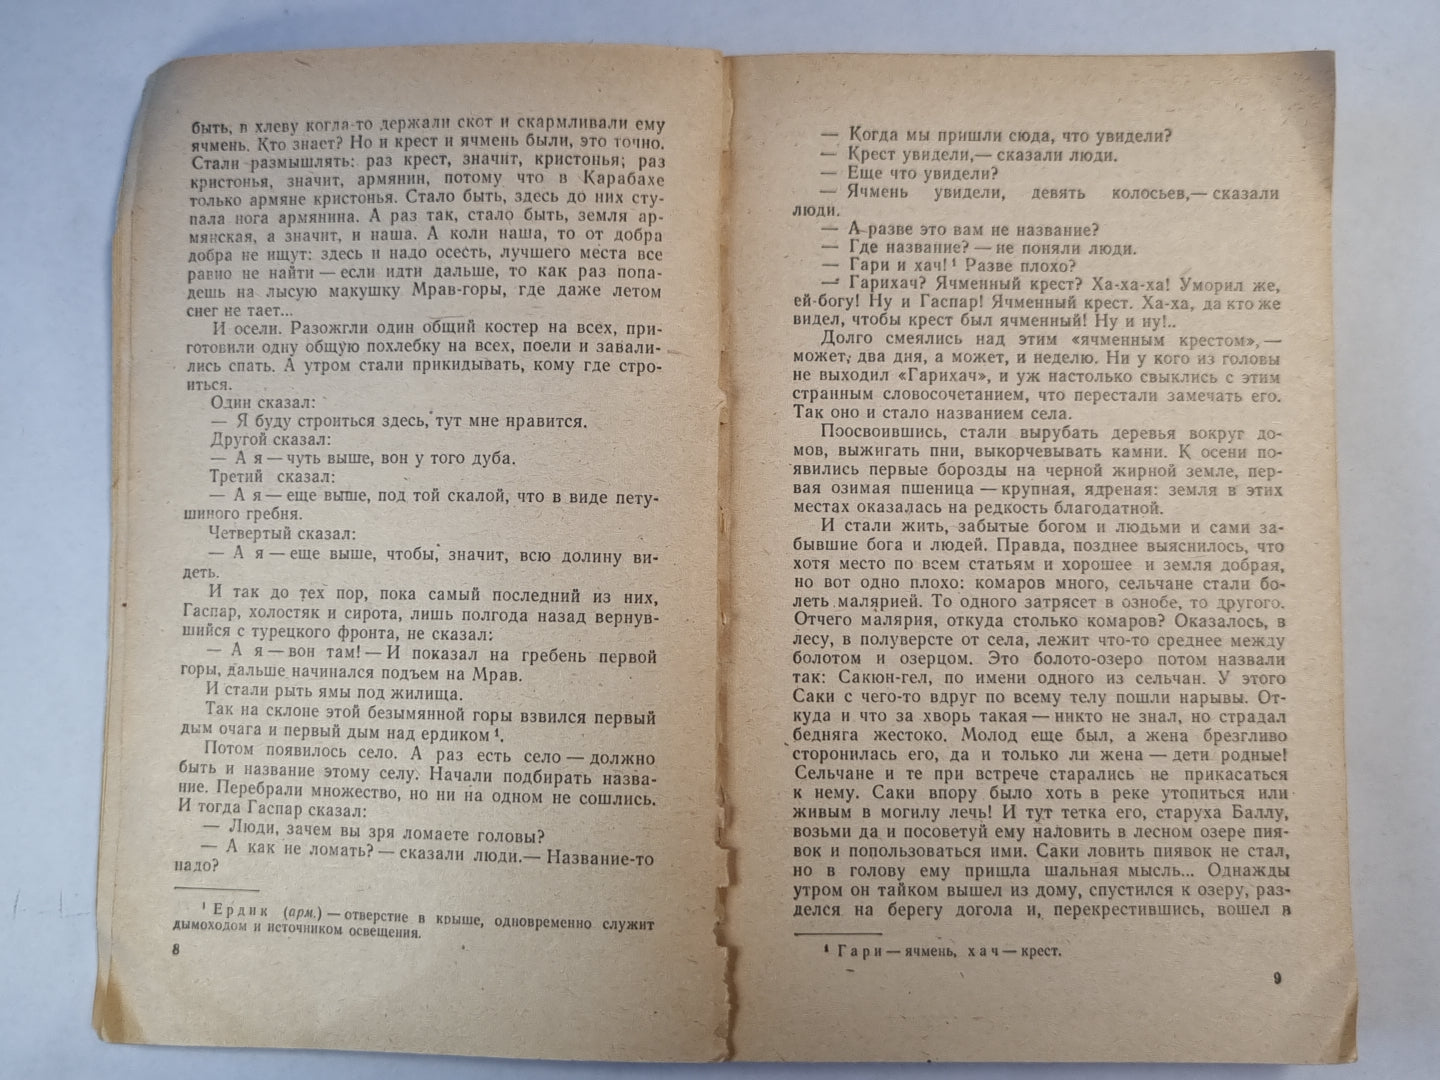 быть, в хлеву когда-то держали скот и скармливали ему
ячмень. Кто знает? Но и крест и ячмень были, это точно.
Стали размышлять: раз крест, значит, кристонья; раз
кристонья, значит, армянин, потому что в Карабахе
только армяне кристонья. Стало быть, здесь до них сту-
пала нога армянина. А раз так, стало быть, земля ар-
мянская, а значит, и наша. А коли наша, то от добра
добра не ищут: здесь и надо осесть, лучшего места все
равно не найти — если идти дальше, то как раз попа-
дешь на лысую макушку Мрав-горы, где даже летом
снег не тает...
И осели. Разожгли один общий костер на всех, при-
готовили одну общую похлебку на всех, поели и завали-
лись спать. А утром стали прикидывать, кому где стро-
иться.
Один сказал:
— Я буду строиться здесь, тут мне нравится.
Другой сказал:
— А я — чуть выше, вон у того дуба.
Третий сказал:
— А я — еще выше, под той скалой, что в виде пету-
шиного гребня.
Четвертый сказал:
— А я — еще выше, чтобы, значит, всю долину ви-
деть.
И так до тех пор, пока самый последний из них,
Гаспар, холостяк и сирота, лишь полгода назад вернув-
шийся с турецкого фронта, не сказал:
— А я — вон там! — И показал на гребень первой
горы, дальше начинался подъем на Мрав.
И стали рыть ямы под жилища.
Так на склоне этой безымянной горы взвился первый
дым очага и первый дым над ердиком ¹.
Потом появилось село. А раз есть село — должно
быть и название этому селу. Начали подбирать назва-
ние. Перебрали множество, но ни на одном не сошлись.
И тогда Гаспар сказал:
— Люди, зачем вы зря ломаете головы?
— А как не ломать? — сказали люди.— Название-то
надо?
¹ Ердик (арм.) — отверстие в крыше, одновременно служит
дымоходом и источником освещения.
8
— Когда мы пришли сюда, что увидели?
— Крест увидели,— сказали люди.
— Еще что увидели?
— Ячмень увидели, девять колосьев,— сказали
люди.
— А разве это вам не название?
— Где название? — не поняли люди.
— Гари и хач! ¹ Разве плохо?
— Гарихач? Ячменный крест? Ха-ха-ха! Уморил же,
ей-богу! Ну и Гаспар! Ячменный крест. Ха-ха, да кто же
видел, чтобы крест был ячменный! Ну и ну!..
Долго смеялись над этим «ячменным крестом»,—
может, два дня, а может, и неделю. Ни у кого из головы
не выходил «Гарихач», и уж настолько свыклись с этим
странным словосочетанием, что перестали замечать его.
Так оно и стало названием села.
Поосвоившись, стали вырубать деревья вокруг до-
мов, выжигать пни, выкорчевывать камни. К осени по-
явились первые борозды на черной жирной земле, пер-
вая озимая пшеница — крупная, ядреная: земля в этих
местах оказалась на редкость благодатной.
И стали жить, забытые богом и людьми и сами за-
бывшие бога и людей. Правда, позднее выяснилось, что
хотя место по всем статьям и хорошее и земля добрая,
но вот одно плохо: комаров много, сельчане стали бо-
леть малярией. То одного затрясет в ознобе, то другого.
Отчего малярия, откуда столько комаров? Оказалось, в
лесу, в полуверсте от села, лежит что-то среднее между
болотом и озерцом. Это болото-озеро потом назвали
так: Сакюн-гел, по имени одного из сельчан. У этого
Саки с чего-то вдруг по всему телу пошли нарывы. От-
куда и что за хворь такая — никто не знал, но страдал
бедняга жестоко. Молод еще был, а жена брезгливо
сторонилась его, да и только ли жена — дети родные!
Сельчане и те при встрече старались не прикасаться
к нему. Саки впору было хоть в реке утопиться или
живым в могилу лечь! И тут тетка его, старуха Баллу,
возьми да и посоветуй ему наловить в лесном озере пия-
вок и попользоваться ими. Саки ловить пиявок не стал,
но в голову ему пришла шальная мысль... Однажды
утром он тайком вышел из дому, спустился к озеру, раз-
делся на берегу догола и, перекрестившись, вошел в
¹ Гари — ячмень, хач — крест.
9